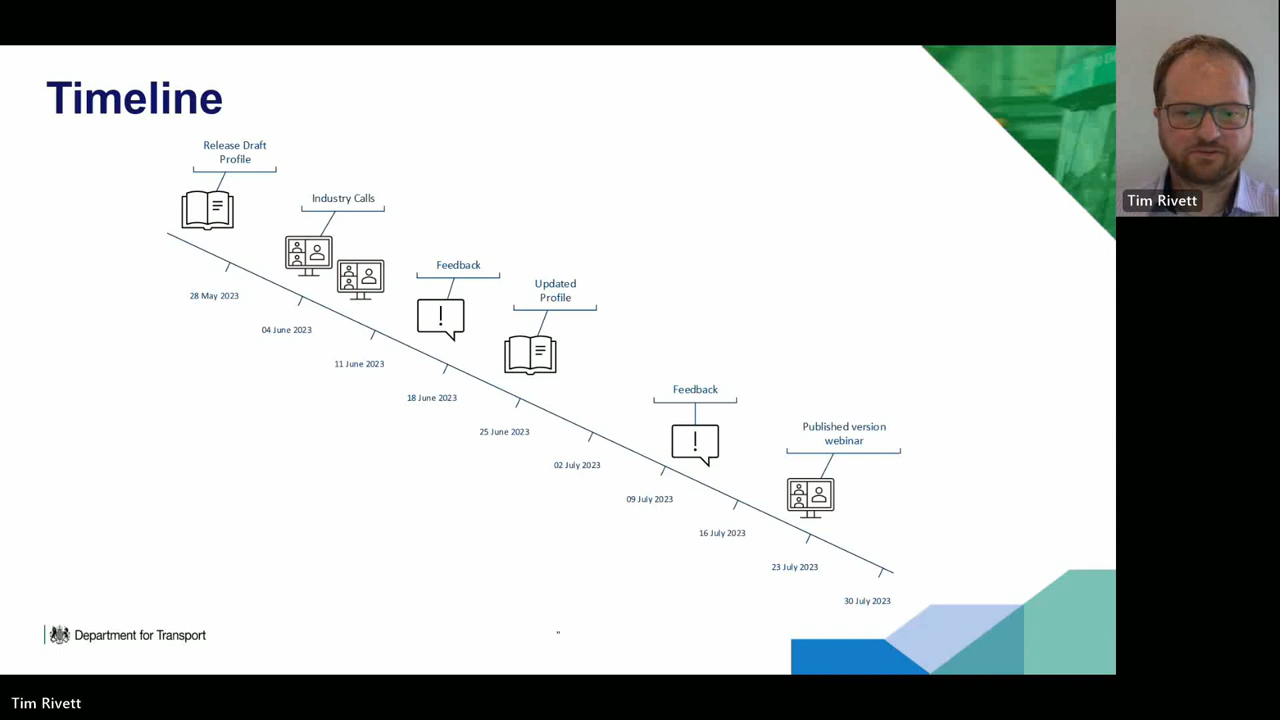 Timeline
Release Draft
Profile
Industry Calls
Feedback
Updated
Profile
Feedback
Published version
webinar
28 May 2023
04 June 2023
11 June 2023
18 June 2023
25 June 2023
02 July 2023
09 July 2023
16 July 2023
23 July 2023
30 July 2023
Department for Transport
"
Tim Rivett
Tim Rivett